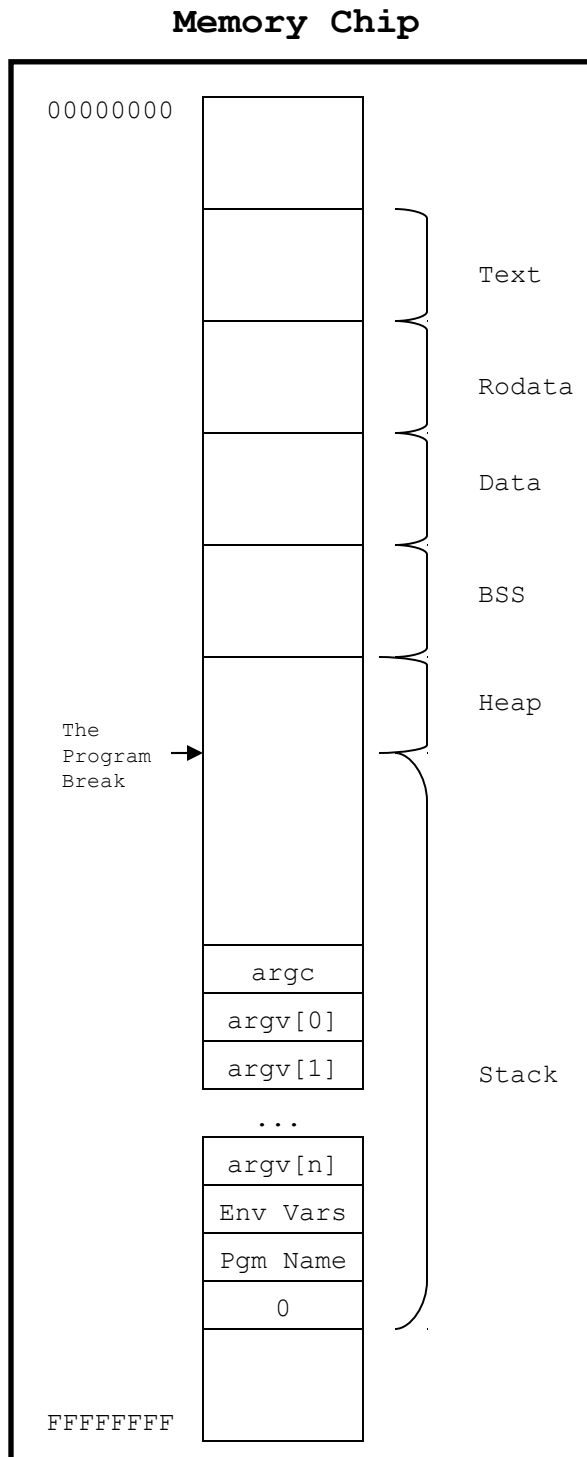 Memory Chip
00000000
Text
Rodata
Data
BSS
Heap
The
Program
Break
argc
argv[0]
argv[1]
Stack
...
argv[n]
Env Vars
Pgm Name
0
FFFFFFFF